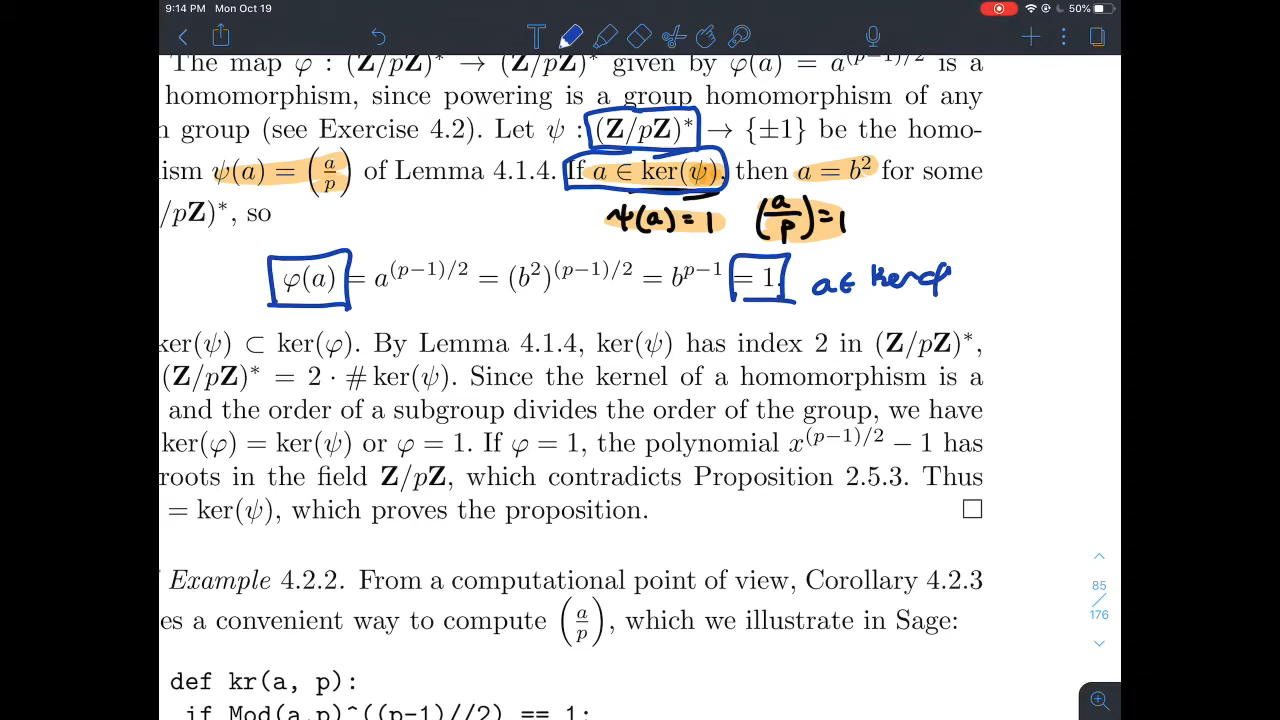 9:14 PM Mon Oct 19
50%
The map φ : (Z/pZ)* → (Z/pZ)* given by φ(a) = a^(p−1)/2 is a
homomorphism, since powering is a group homomorphism of any
n group (see Exercise 4.2). Let ψ : (Z/pZ)* → {±1} be the homo-
ism ψ(a) = (a/p) of Lemma 4.1.4. If a ∈ ker(ψ), then a = b² for some
/pZ)*, so
ψ(a) = 1 (a/p) = 1
φ(a) = a^(p−1)/2 = (b²)^(p−1)/2 = b^p−1 = 1. a ∈ ker φ
ker(ψ) ⊂ ker(φ). By Lemma 4.1.4, ker(ψ) has index 2 in (Z/pZ)*,
(Z/pZ)* = 2 · # ker(ψ). Since the kernel of a homomorphism is a
and the order of a subgroup divides the order of the group, we have
ker(φ) = ker(ψ) or φ = 1. If φ = 1, the polynomial x^(p−1)/2 − 1 has
roots in the field Z/pZ, which contradicts Proposition 2.5.3. Thus
= ker(ψ), which proves the proposition. □
Example 4.2.2. From a computational point of view, Corollary 4.2.3
es a convenient way to compute (a/p), which we illustrate in Sage:
def kr(a, p):
if Mod(a,p)^((p-1)//2) == 1:
85
176